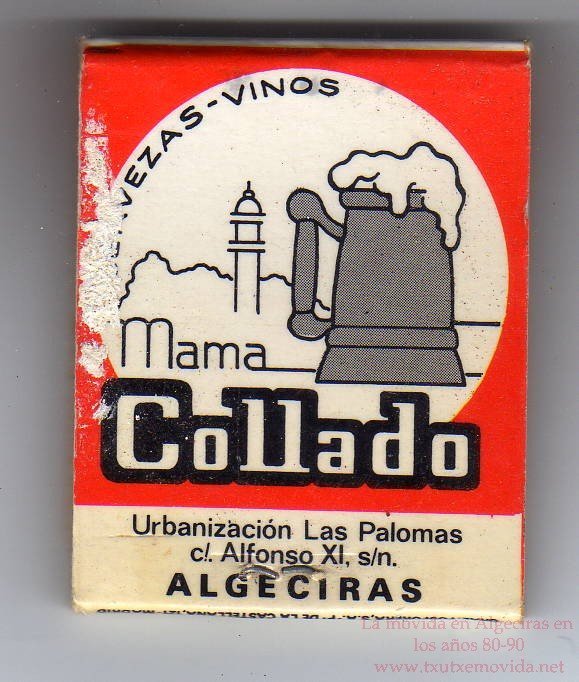 CERVEZAS-VINOS
Mama
Collado
Urbanización Las Palomas
c/. Alfonso XI, s/n.
ALGECIRAS
La movida en Algeciras en
los años 80-90
www.txutxemovida.net